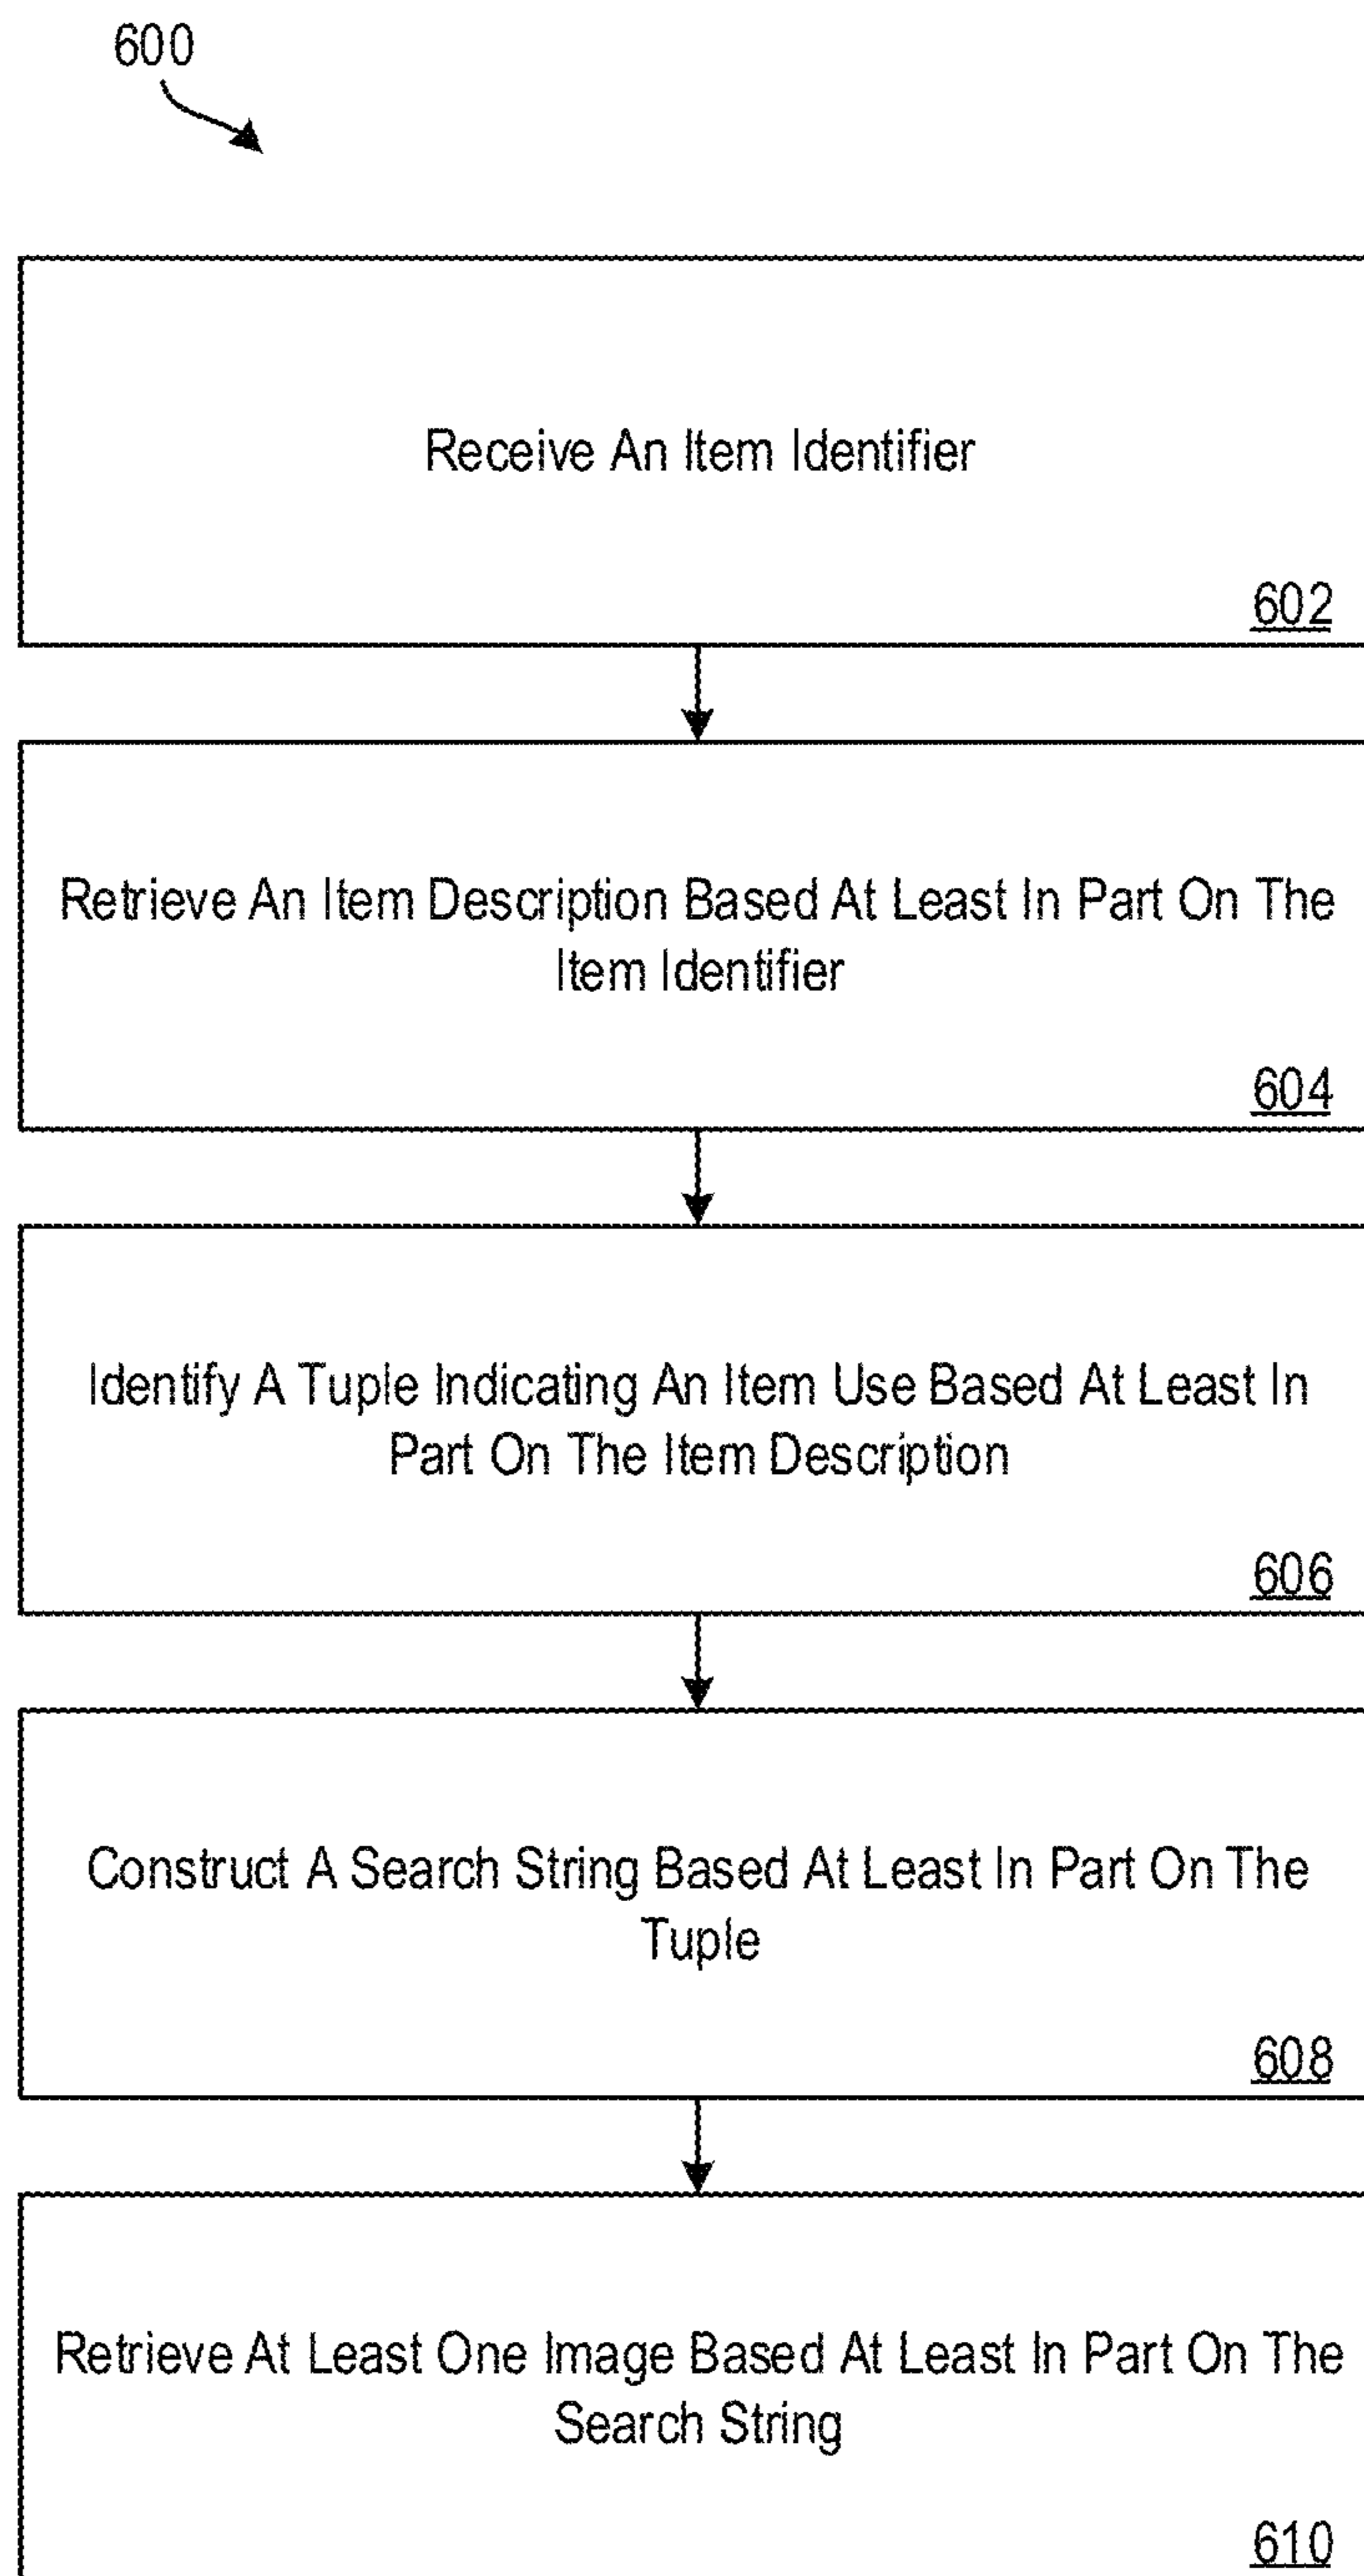 600
Receive An Item Identifier
602
Retrieve An Item Description Based At Least In Part On The
Item Identifier
604
Identify A Tuple Indicating An Item Use Based At Least In
Part On The Item Description
606
Construct A Search String Based At Least In Part On The
Tuple
608
Retrieve At Least One Image Based At Least In Part On The
Search String
610